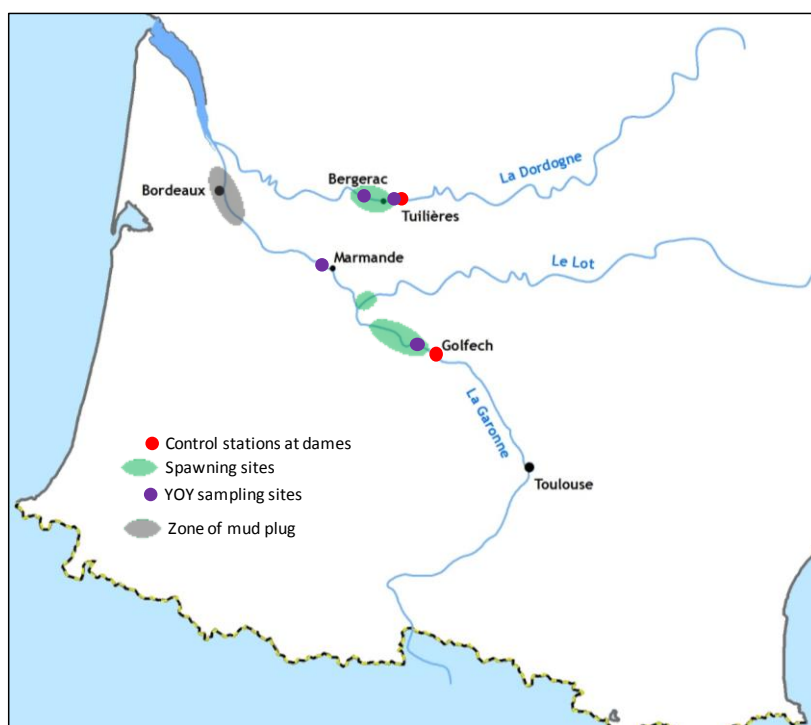 La Dordogne
Bergerac
Bordeaux
Tuilières
Marmande
Le Lot
Golfech
La Garonne
Control stations at dames
Spawning sites
Toulouse
YOY sampling sites
Zone of mud plug